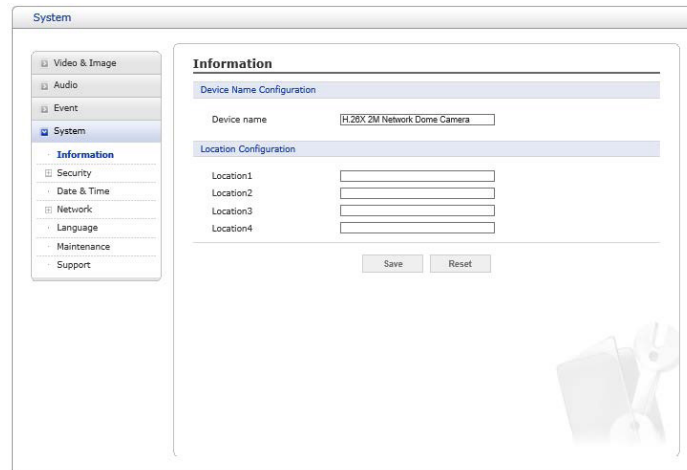 System
Video & Image
Audio
Event
System
Information
Security
Date & Time
Network
Language
Maintenance
Support
Information
Device Name Configuration
Device name H.26X 2M Network Dome Camera
Location Configuration
Location1
Location2
Location3
Location4
Save Reset